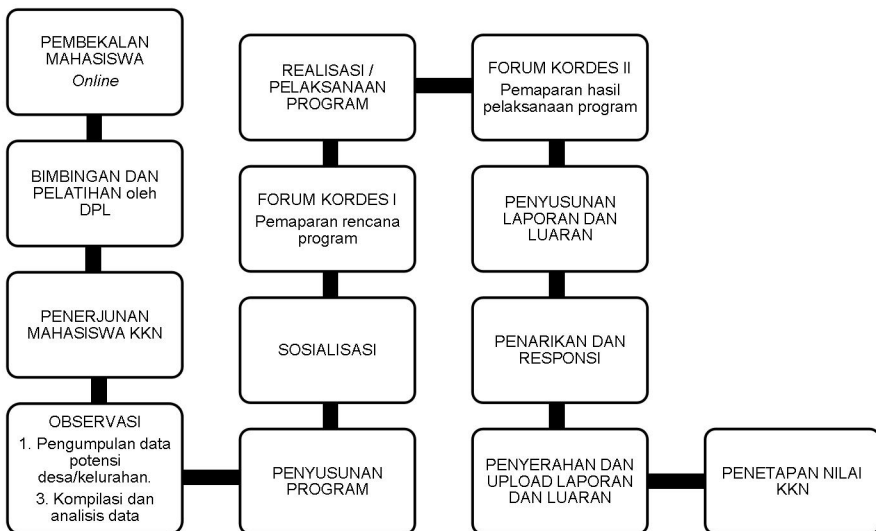 PEMBEKALAN
MAHASISWA
Online
BIMBINGAN DAN
PELATIHAN oleh
DPL
PENERJUNAN
MAHASISWA KKN
OBSERVASI
1. Pengumpulan data
potensi
desa/kelurahan.
3. Kompilasi dan
analisis data
PENYUSUNAN
PROGRAM
SOSIALISASI
FORUM KORDES I
Pemaparan rencana
program
REALISASI /
PELAKSANAAN
PROGRAM
FORUM KORDES II
Pemaparan hasil
pelaksanaan program
PENYUSUNAN
LAPORAN DAN
LUARAN
PENARIKAN DAN
RESPONSI
PENYERAHAN DAN
UPLOAD LAPORAN
DAN LUARAN
PENETAPAN NILAI
KKN